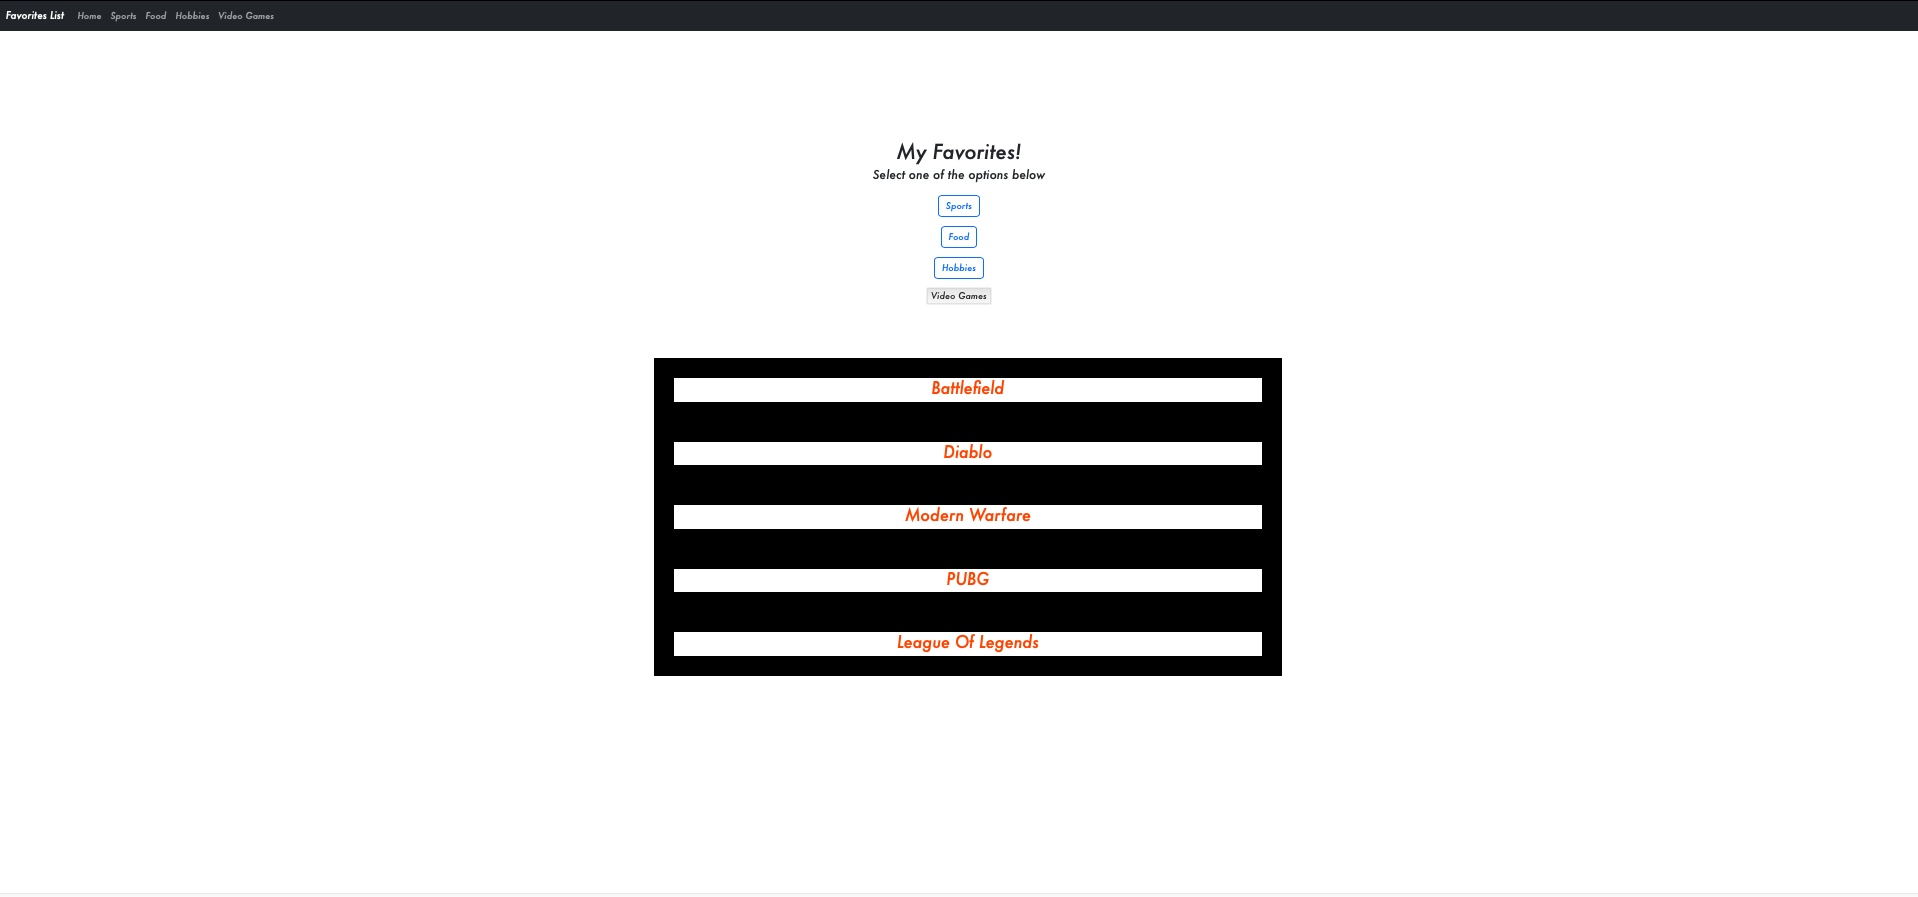 Favorites List Home Sports Food Hobbies Video Games
My Favorites!
Select one of the options below
Sports
Food
Hobbies
Video Games
Battlefield
Diablo
Modern Warfare
PUBG
League Of Legends